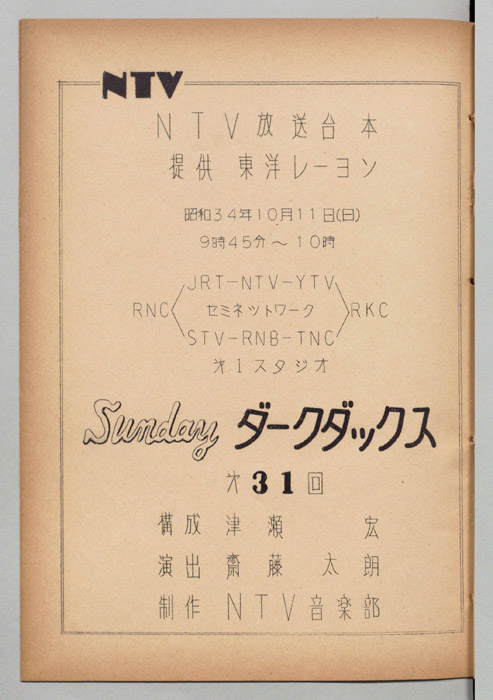 NTV
NTV放送台本
提供 東洋レーヨン
昭和34年10月11日(日)
9時45分～10時
JRT-NTV-YTV
RNC セミネットワーク RKC
STV-RNB-TNC
才1スタジオ
Sunday ダークダックス
才31回
構成 津瀬 宏
演出 齋藤太朗
制作 NTV音楽部